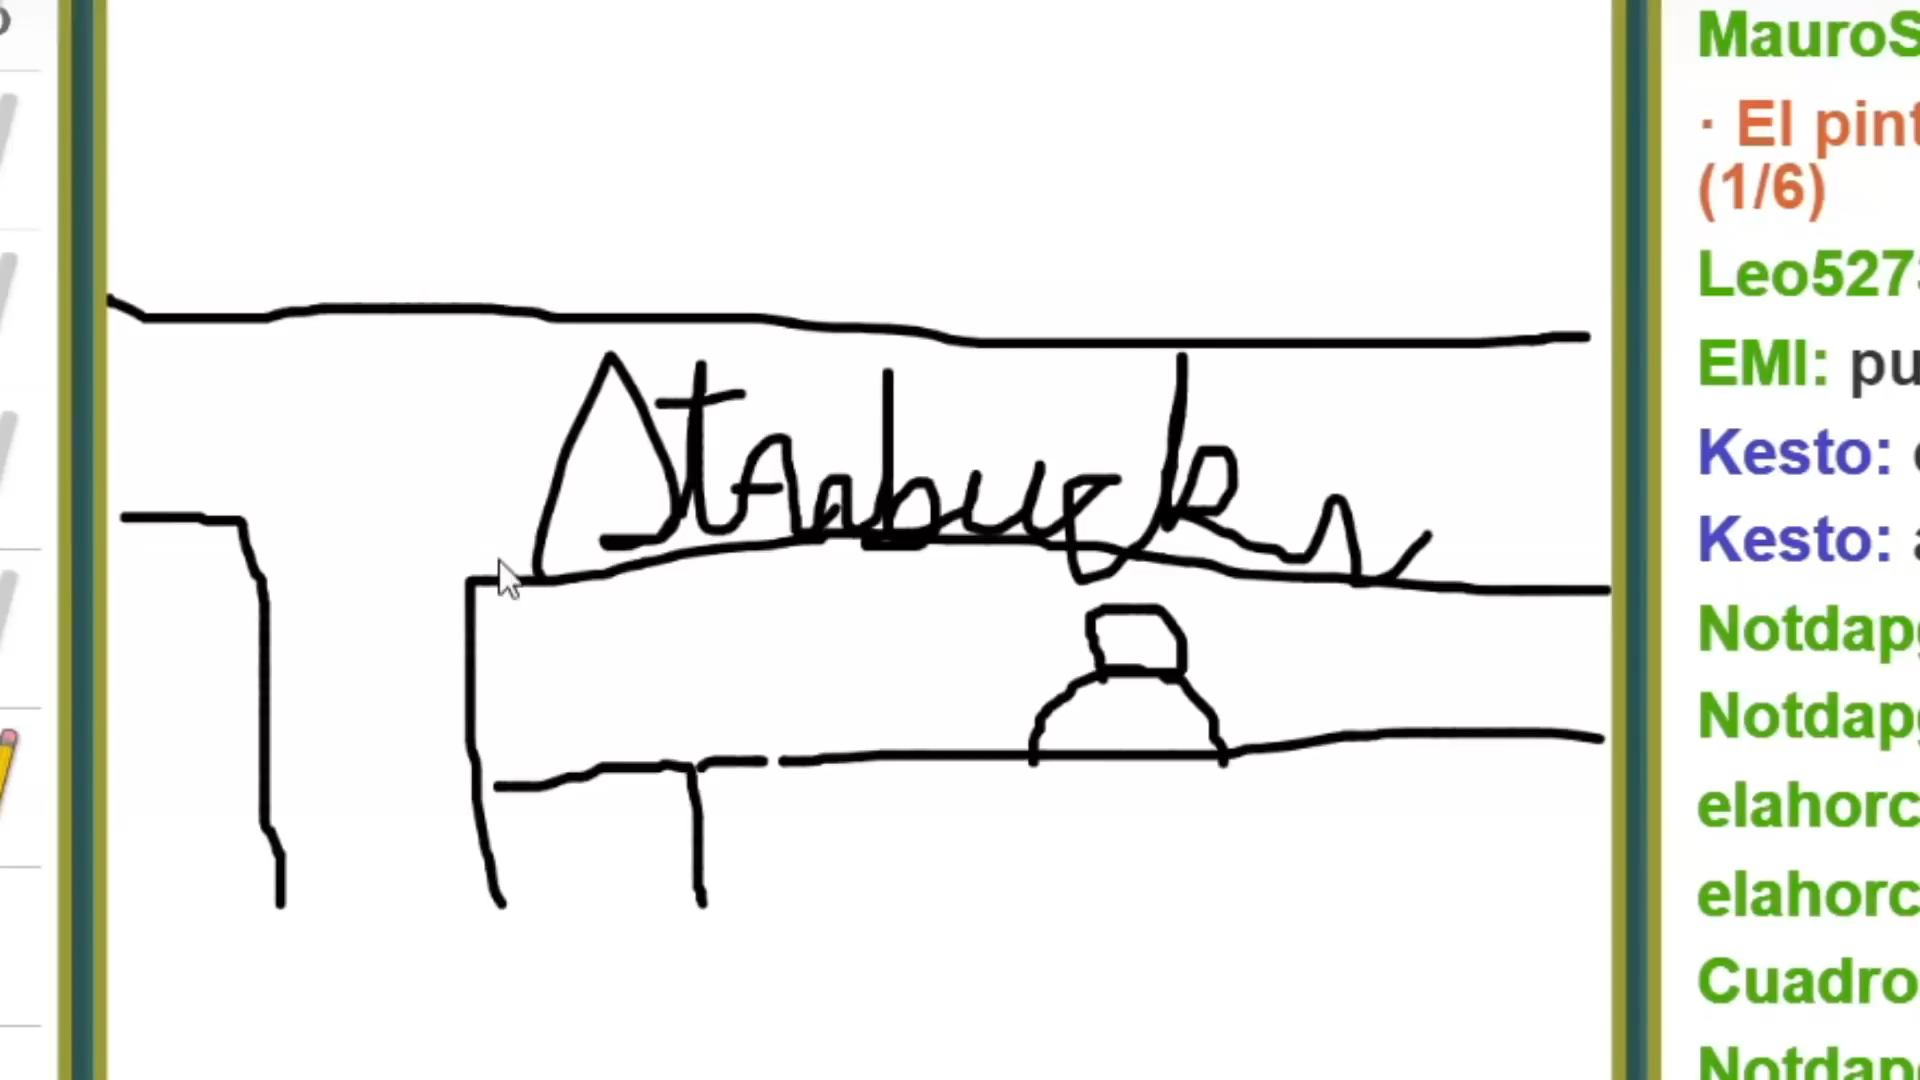 Starbucks
MauroS
· El pint
(1/6)
Leo527
EMI: pu
Kesto:
Kesto: a
Notdap
Notdap
elahorc
elahorc
Cuadro
Notdap